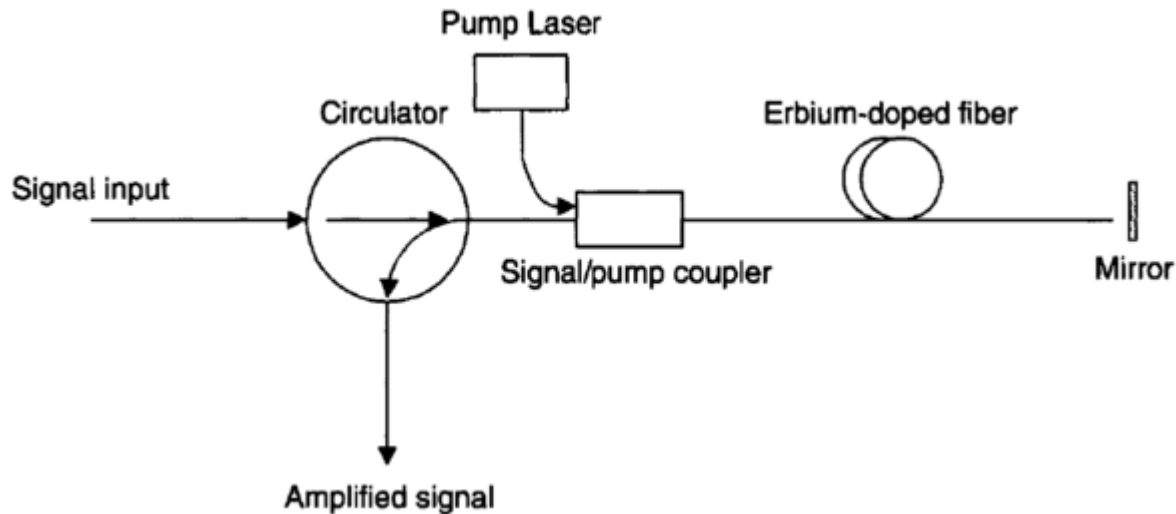 Pump Laser
Circulator
Erbium-doped fiber
Signal input
Signal/pump coupler
Mirror
Amplified signal